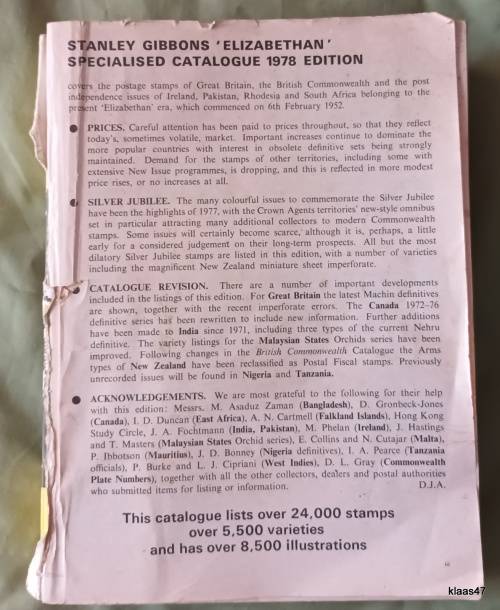 STANLEY GIBBONS 'ELIZABETHAN'
SPECIALISED CATALOGUE 1978 EDITION
covers the postage stamps of Great Britain, the British Commonwealth and the post
independence issues of Ireland, Pakistan, Rhodesia and South Africa belonging to the
present 'Elizabethan' era, which commenced on 6th February 1952.
● PRICES. Careful attention has been paid to prices throughout, so that they reflect
today's, sometimes volatile, market. Important increases continue to dominate the
more popular countries with interest in obsolete definitive sets being strongly
maintained. Demand for the stamps of other territories, including some with
extensive New Issue programmes, is dropping, and this is reflected in more modest
price rises, or no increases at all.
● SILVER JUBILEE. The many colourful issues to commemorate the Silver Jubilee
have been the highlights of 1977, with the Crown Agents territories' new-style omnibus
set in particular attracting many additional collectors to modern Commonwealth
stamps. Some issues will certainly become scarce, although it is, perhaps, a little
early for a considered judgement on their long-term prospects. All but the most
dilatory Silver Jubilee stamps are listed in this edition, with a number of varieties
including the magnificent New Zealand miniature sheet imperforate.
● CATALOGUE REVISION. There are a number of important developments
included in the listings of this edition. For Great Britain the latest Machin definitives
are shown, together with the recent imperforate errors. The Canada 1972-76
definitive series has been rewritten to include new information. Further additions
have been made to India since 1971, including three types of the current Nehru
definitive. The variety listings for the Malaysian States Orchids series have been
improved. Following changes in the British Commonwealth Catalogue the Arms
types of New Zealand have been reclassified as Postal Fiscal stamps. Previously
unrecorded issues will be found in Nigeria and Tanzania.
● ACKNOWLEDGEMENTS. We are most grateful to the following for their help
with this edition: Messrs. M. Asaduz Zaman (Bangladesh), D. Gronbeck-Jones
(Canada), I. D. Duncan (East Africa), A. N. Cartmell (Falkland Islands), Hong Kong
Study Circle, J. A. Fochtmann (India, Pakistan), M. Phelan (Ireland), J. Hastings
and T. Masters (Malaysian States Orchid series), E. Collins and N. Cutajar (Malta),
P. Ibbotson (Mauritius), J. D. Bonney (Nigeria definitives), I. A. Pearce (Tanzania
officials), P. Burke and L. J. Cipriani (West Indies), D. L. Gray (Commonwealth
Plate Numbers), together with all the other collectors, dealers and postal authorities
who submitted items for listing or information. D.J.A.
This catalogue lists over 24,000 stamps
over 5,500 varieties
and has over 8,500 illustrations
klaas47